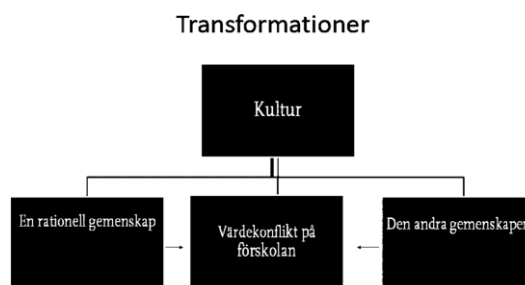 Transformationer
Kultur
En rationell gemenskap
Värdekonflikt på
förskolan
Den andra gemenskapen